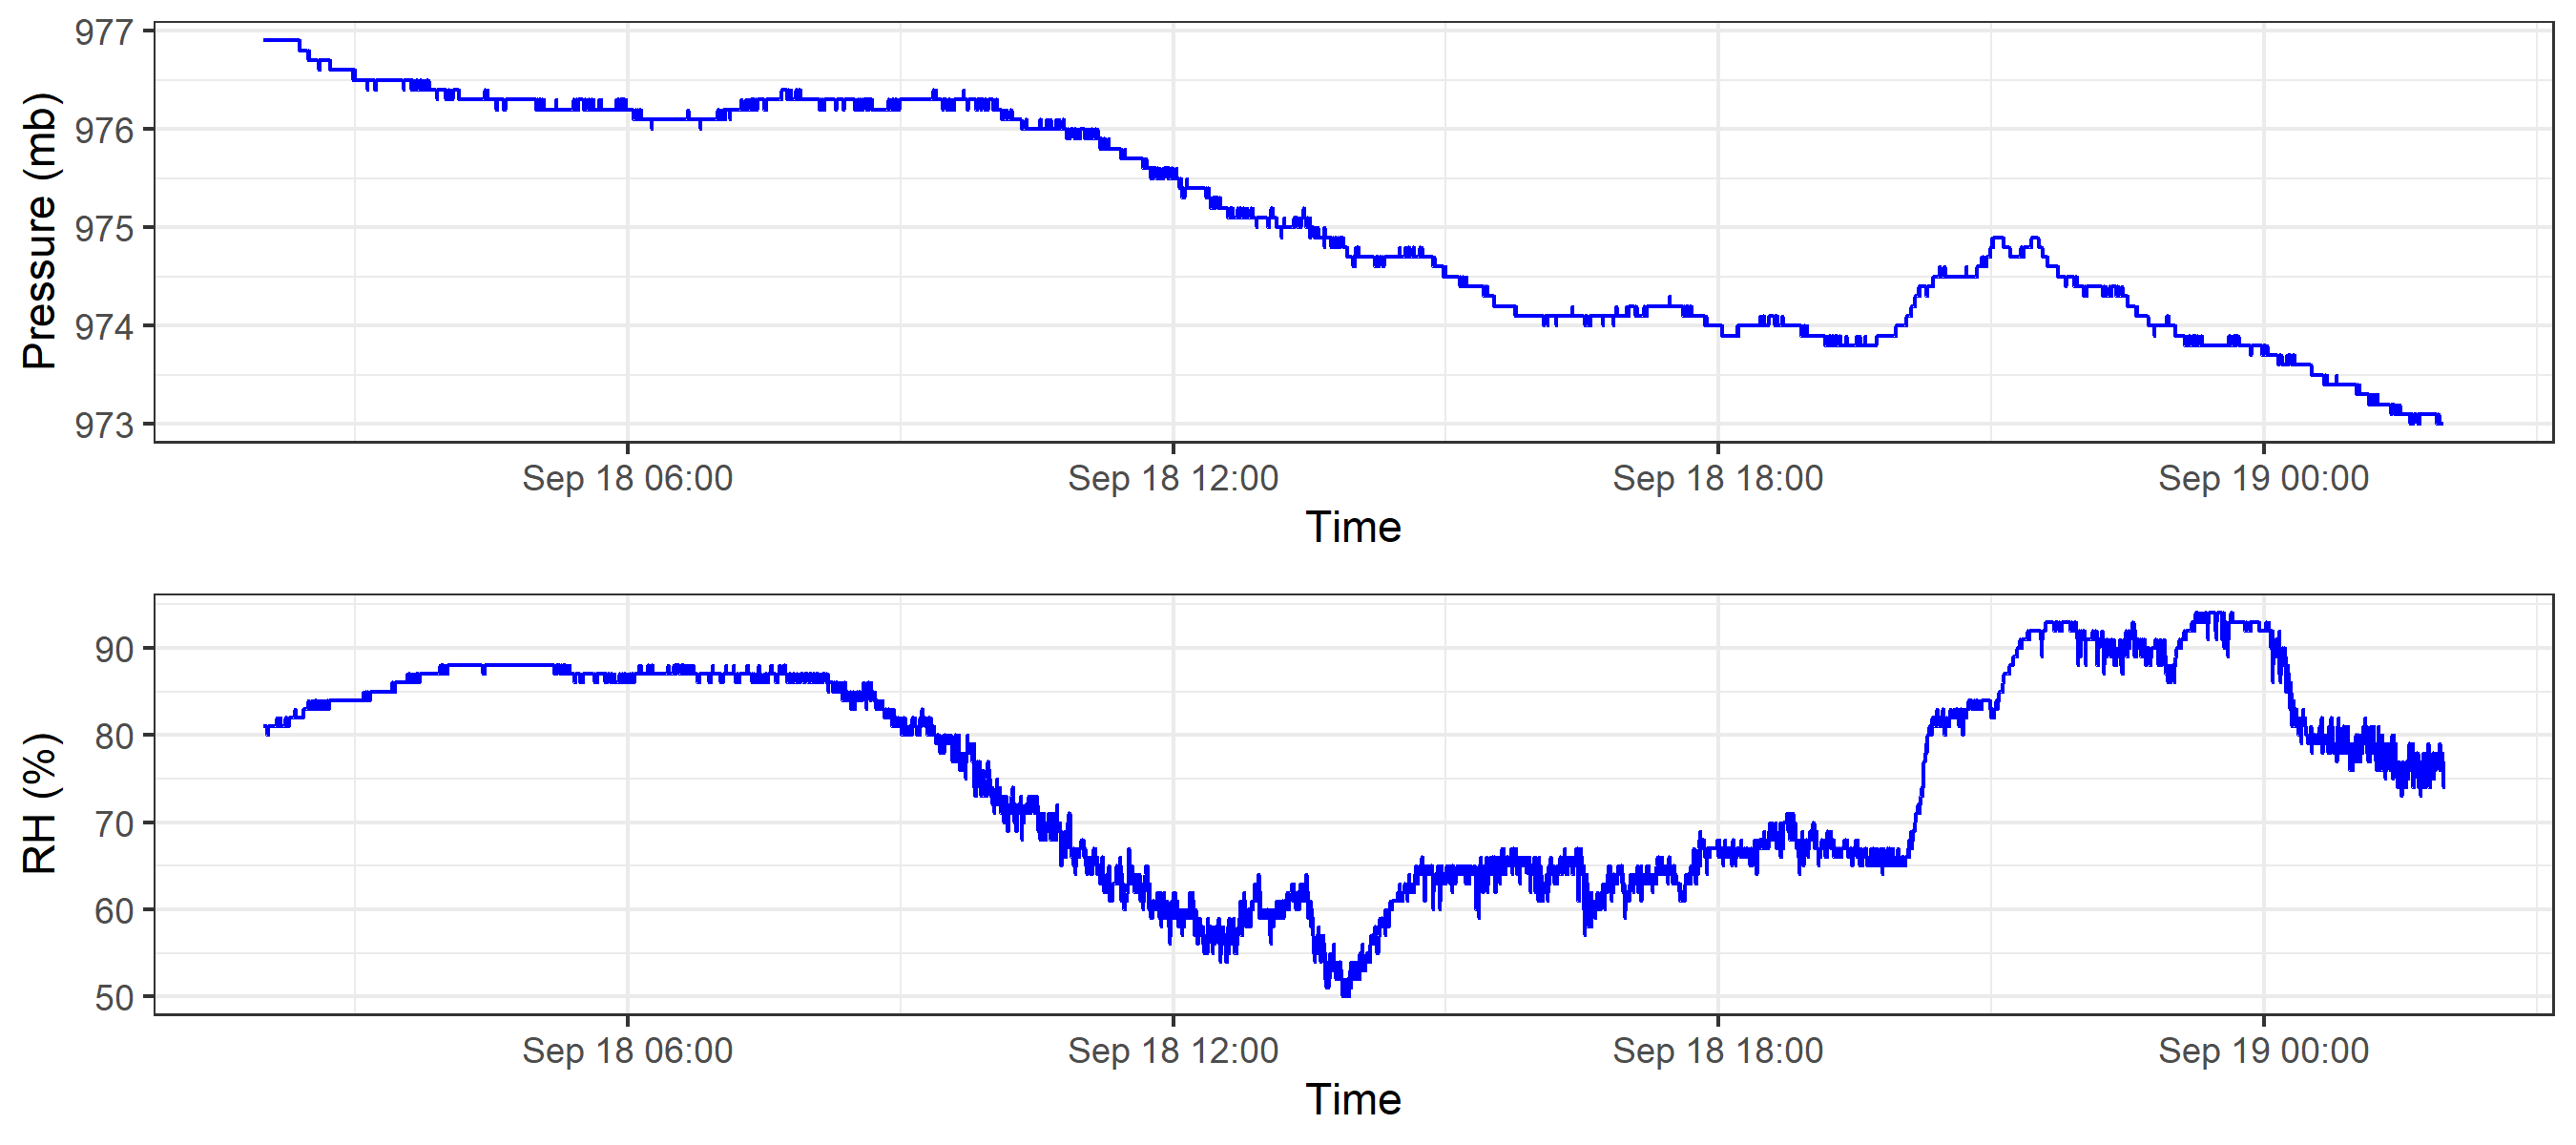 977
976
975
974
973
Pressure (mb)
Sep 18 06:00
Sep 18 12:00
Sep 18 18:00
Sep 19 00:00
Time
90
80
70
60
50
RH (%)
Sep 18 06:00
Sep 18 12:00
Sep 18 18:00
Sep 19 00:00
Time